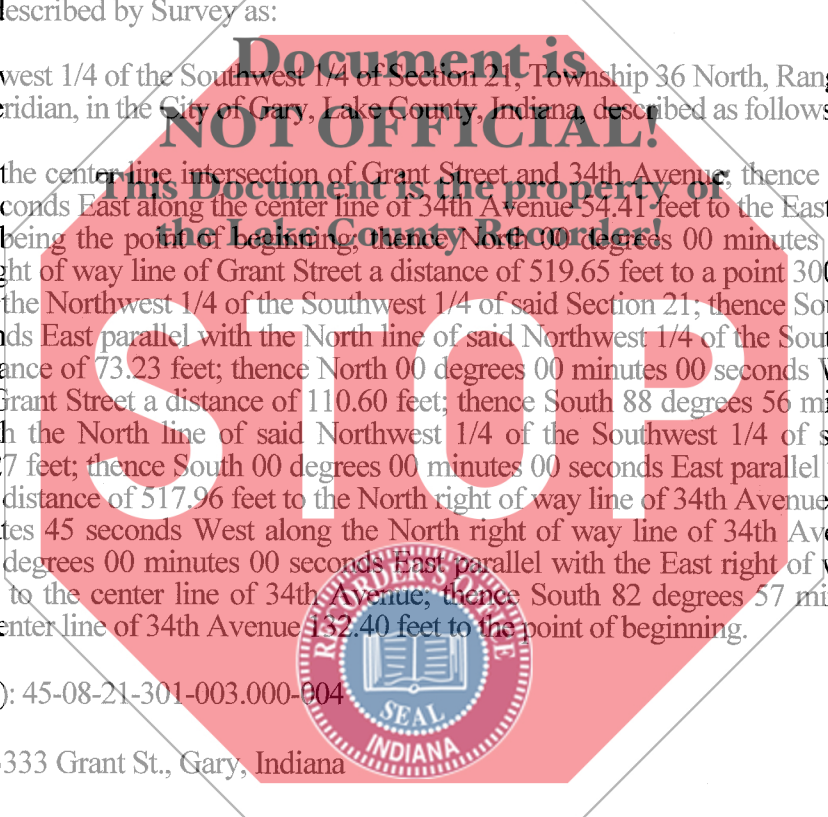 escribed by Survey as:
Document is
west 1/4 of the Southwest 1/4 of Section 21, Township 36 North, Rang
eridian, in the City of Gary, Lake County, Indiana, described as follows
NOT OFFICIAL!
the center line intersection of Grant Street and 34th Avenue; thence
This Document is the property of
conds East along the center line of 34th Avenue 54.41 feet to the East
the Lake County Recorder!
being the point of beginning; thence North 00 degrees 00 minutes
ght of way line of Grant Street a distance of 519.65 feet to a point 300
the Northwest 1/4 of the Southwest 1/4 of said Section 21; thence Sou
ds East parallel with the North line of said Northwest 1/4 of the Sout
ance of 73.23 feet; thence North 00 degrees 00 minutes 00 seconds W
Grant Street a distance of 110.60 feet; thence South 88 degrees 56 mi
h the North line of said Northwest 1/4 of the Southwest 1/4 of s
STOP
7 feet; thence South 00 degrees 00 minutes 00 seconds East parallel
distance of 517.96 feet to the North right of way line of 34th Avenue
tes 45 seconds West along the North right of way line of 34th Ave
degrees 00 minutes 00 seconds East parallel with the East right of w
to the center line of 34th Avenue; thence South 82 degrees 57 mi
enter line of 34th Avenue 132.40 feet to the point of beginning.
RECORDER'S OFFICE
SEAL
INDIANA
): 45-08-21-301-003.000-004
333 Grant St., Gary, Indiana